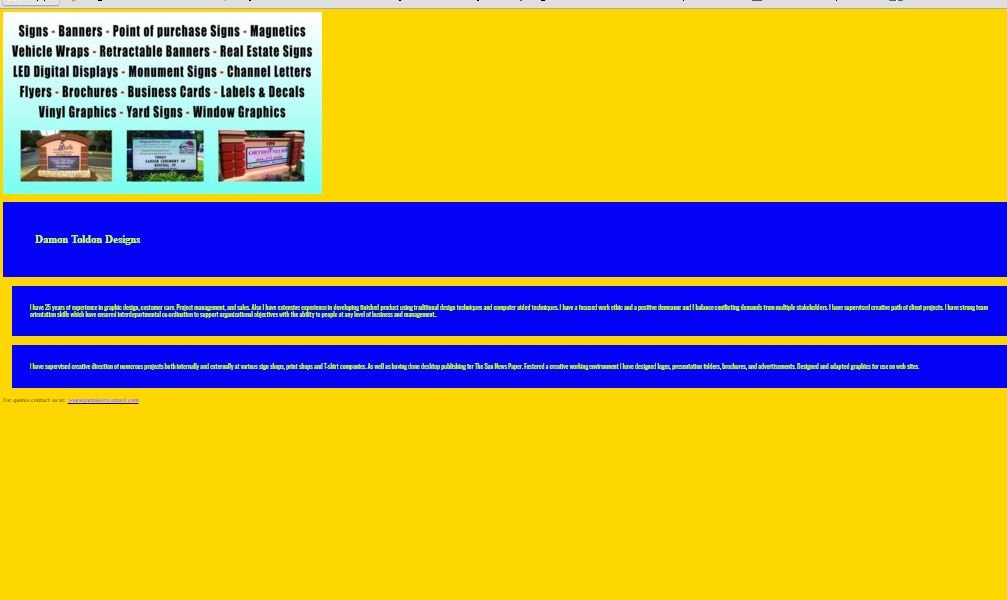 Signs - Banners - Point of purchase Signs - Magnetics
Vehicle Wraps - Retractable Banners - Real Estate Signs
LED Digital Displays - Monument Signs - Channel Letters
Flyers - Brochures - Business Cards - Labels & Decals
Vinyl Graphics - Yard Signs - Window Graphics
Damon Toldon Designs
I have 25 years of experience in graphic design, customer care, Project management, and sales. Also I have extensive experience in developing finished product using traditional design techniques and computer aided techniques. I have a focused work ethic and a positive demeanor and I balance conflicting demands from multiple stakeholders. I have supervised creative path of client projects. I have strong team
orientation skills which have ensured interdepartmental co-ordination to support organizational objectives with the ability to people at any level of business and management..
I have supervised creative direction of numerous projects both internally and externally at various sign shops, print shops and T-shirt companies. As well as having done desktop publishing for The Sun News Paper. Fostered a creative working environment I have designed logos, presentation folders, brochures, and advertisements. Designed and adapted graphics for use on web sites.
For quotes contact us at: